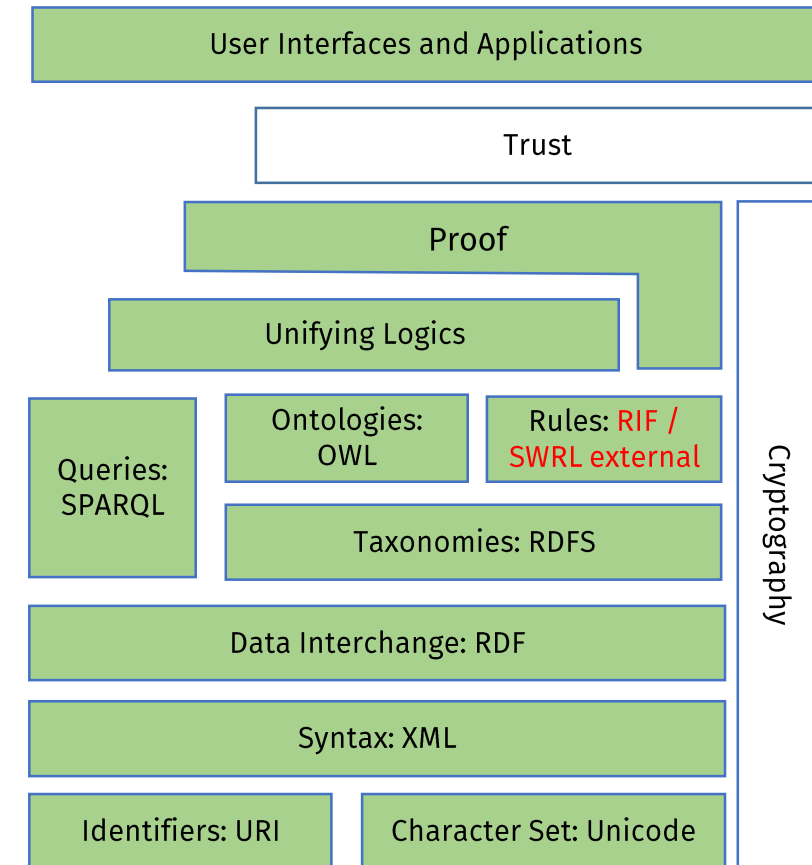 User Interfaces and Applications
Trust
Proof
Unifying Logics
Queries:
SPARQL
Ontologies:
OWL
Rules: RIF /
SWRL external
Taxonomies: RDFS
Cryptography
Data Interchange: RDF
Syntax: XML
Identifiers: URI
Character Set: Unicode